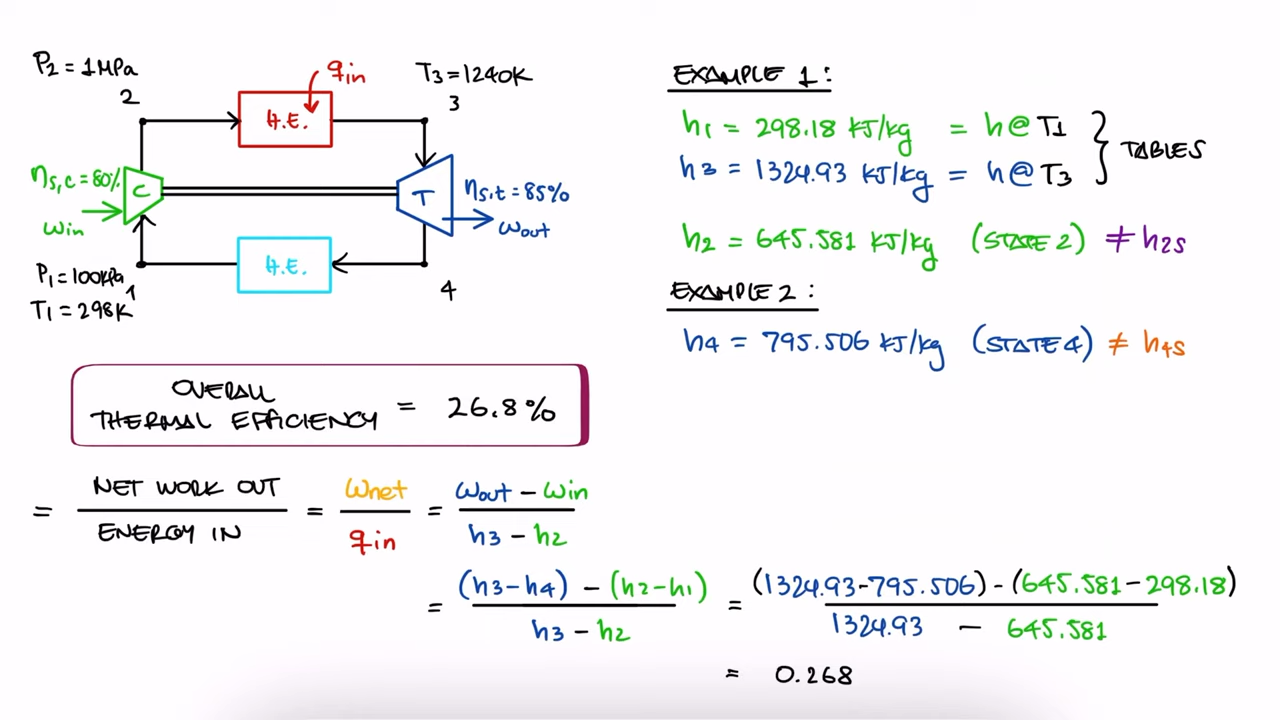 P2 = 1MPa
2
qin
H.E.
T3 = 1240K
3
ηs,c = 80%
C
win
T
ηs,t = 85%
wout
H.E.
P1 = 100kPa
1
T1 = 298K
4
OVERALL
THERMAL EFFICIENCY = 26.8%
= NET WORK OUT / ENERGY IN = wnet / qin = wout − win / h3 − h2
= (h3−h4) − (h2−h1) / h3 − h2 = (1324.93−795.506) − (645.581−298.18) / 1324.93 − 645.581
= 0.268
EXAMPLE 1:
h1 = 298.18 KJ/kg = h@T1
h3 = 1324.93 KJ/kg = h@T3
} TABLES
h2 = 645.581 KJ/kg (STATE 2) ≠ h2s
EXAMPLE 2:
h4 = 795.506 KJ/kg (STATE 4) ≠ h4s